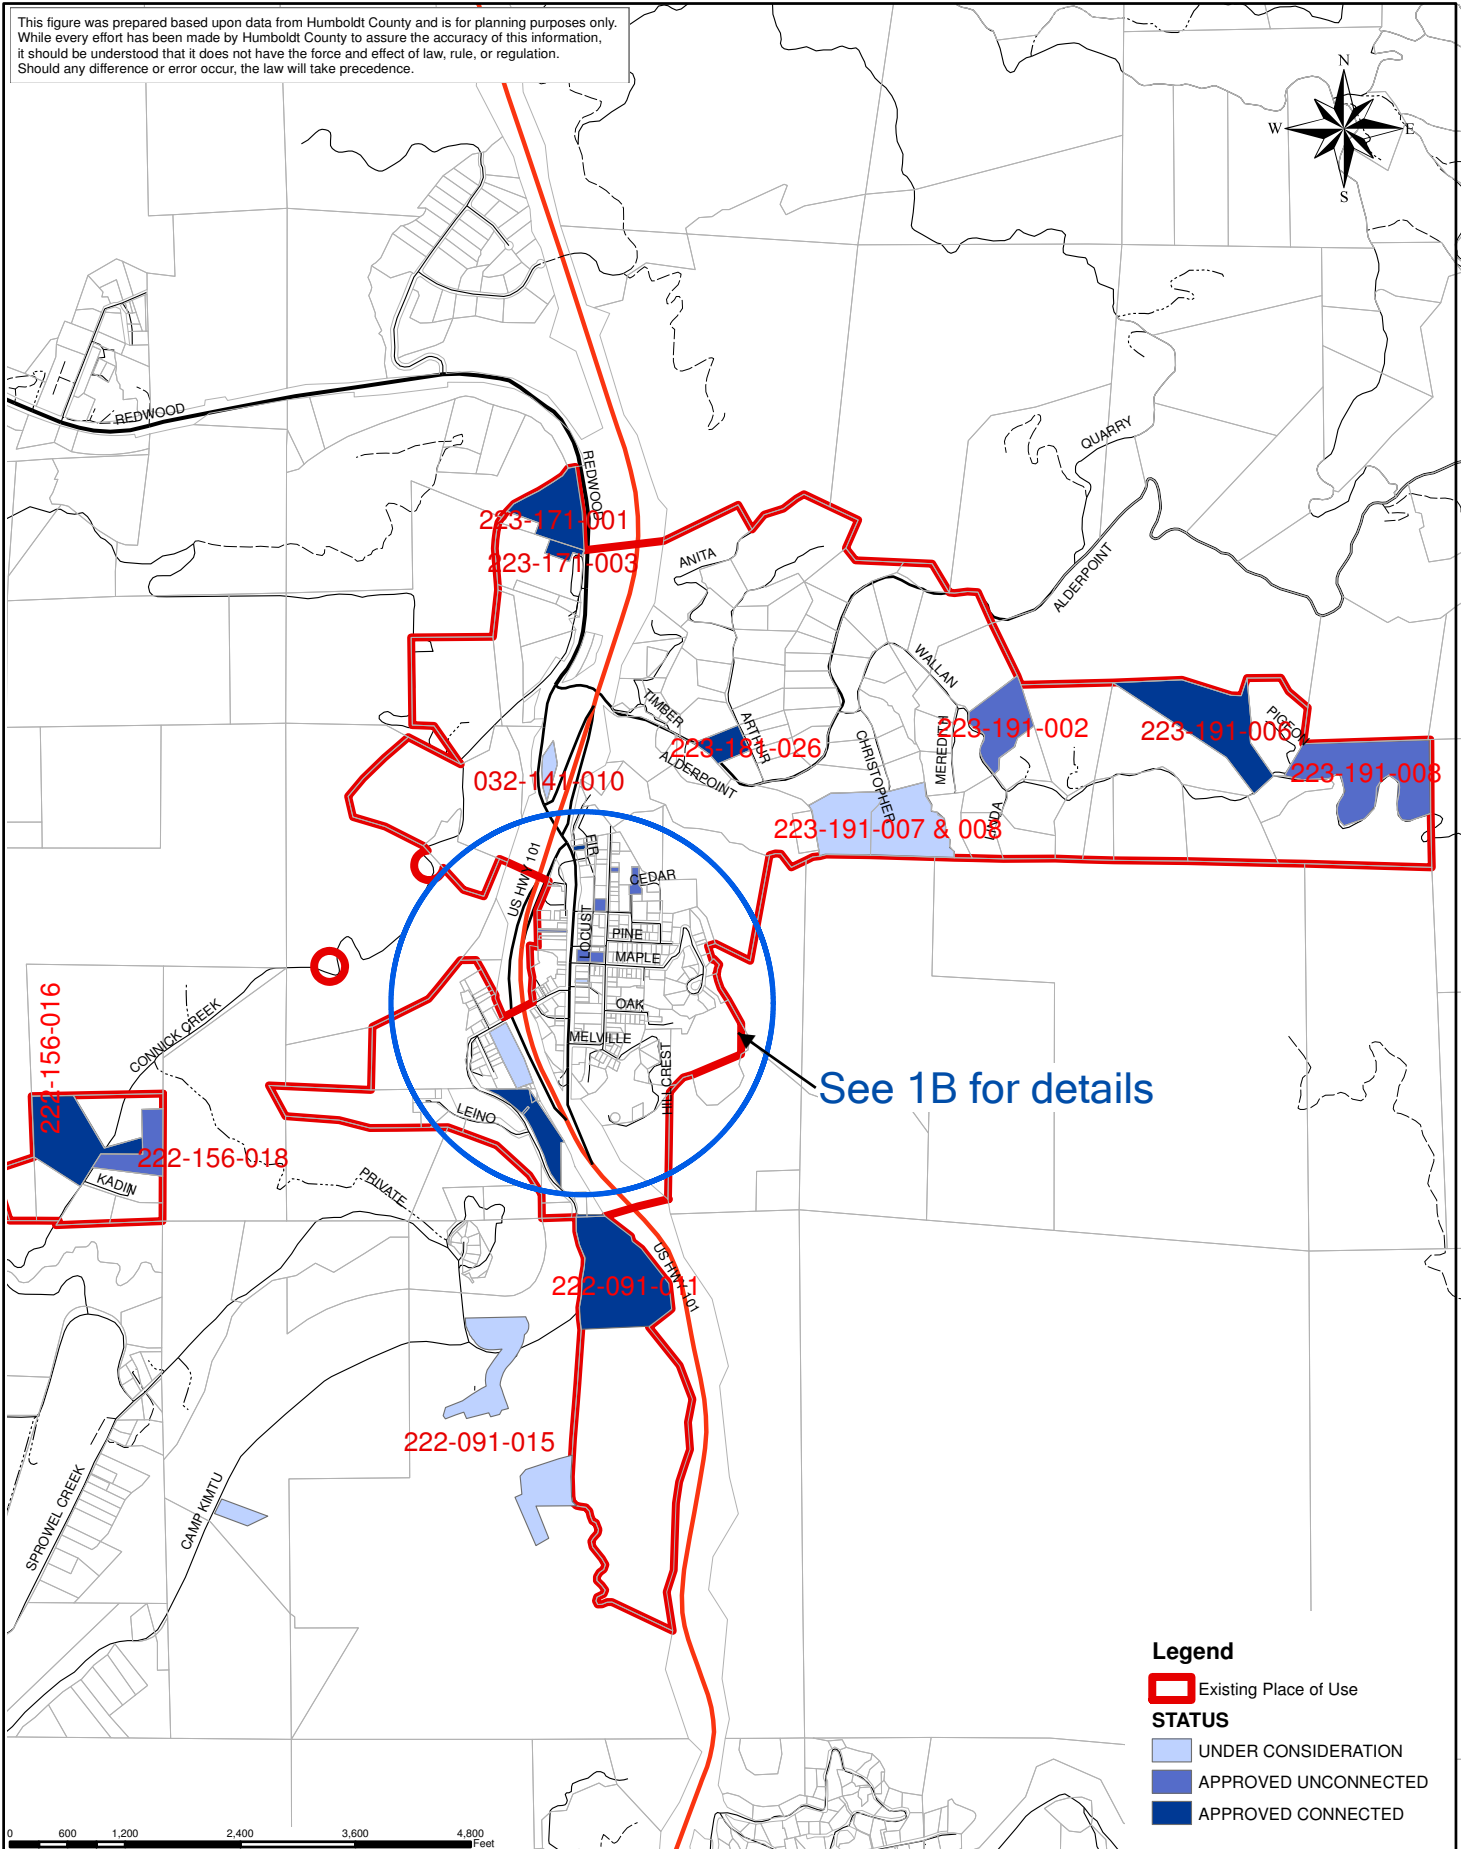 This figure was prepared based upon data from Humboldt County and is for planning purposes only.
While every effort has been made by Humboldt County to assure the accuracy of this information,
it should be understood that it does not have the force and effect of law, rule, or regulation.
Should any difference or error occur, the law will take precedence.
N
W
E
S
REDWOOD
REDWOOD
QUARRY
223-171-001
223-171-003
ANITA
ALDERPOINT
WALLAN
TIMBER
ARTHUR
223-181-026
ALDERPOINT
CHRISTOPHER
MEREDITH
223-191-002
223-191-006
PIGEON
223-191-008
032-141-010
223-191-007 & 003
LINDA
US HWY 101
FIR
CEDAR
LOCUST
PINE
MAPLE
OAK
MELVILLE
HILLCREST
See 1B for details
222-156-016
CONNICK CREEK
LEINO
222-156-018
KADIN
PRIVATE
US HWY 101
222-091-011
222-091-015
SPROWEL CREEK
CAMP KIMTU
Legend
Existing Place of Use
STATUS
UNDER CONSIDERATION
APPROVED UNCONNECTED
APPROVED CONNECTED
0 600 1,200 2,400 3,600 4,800
Feet